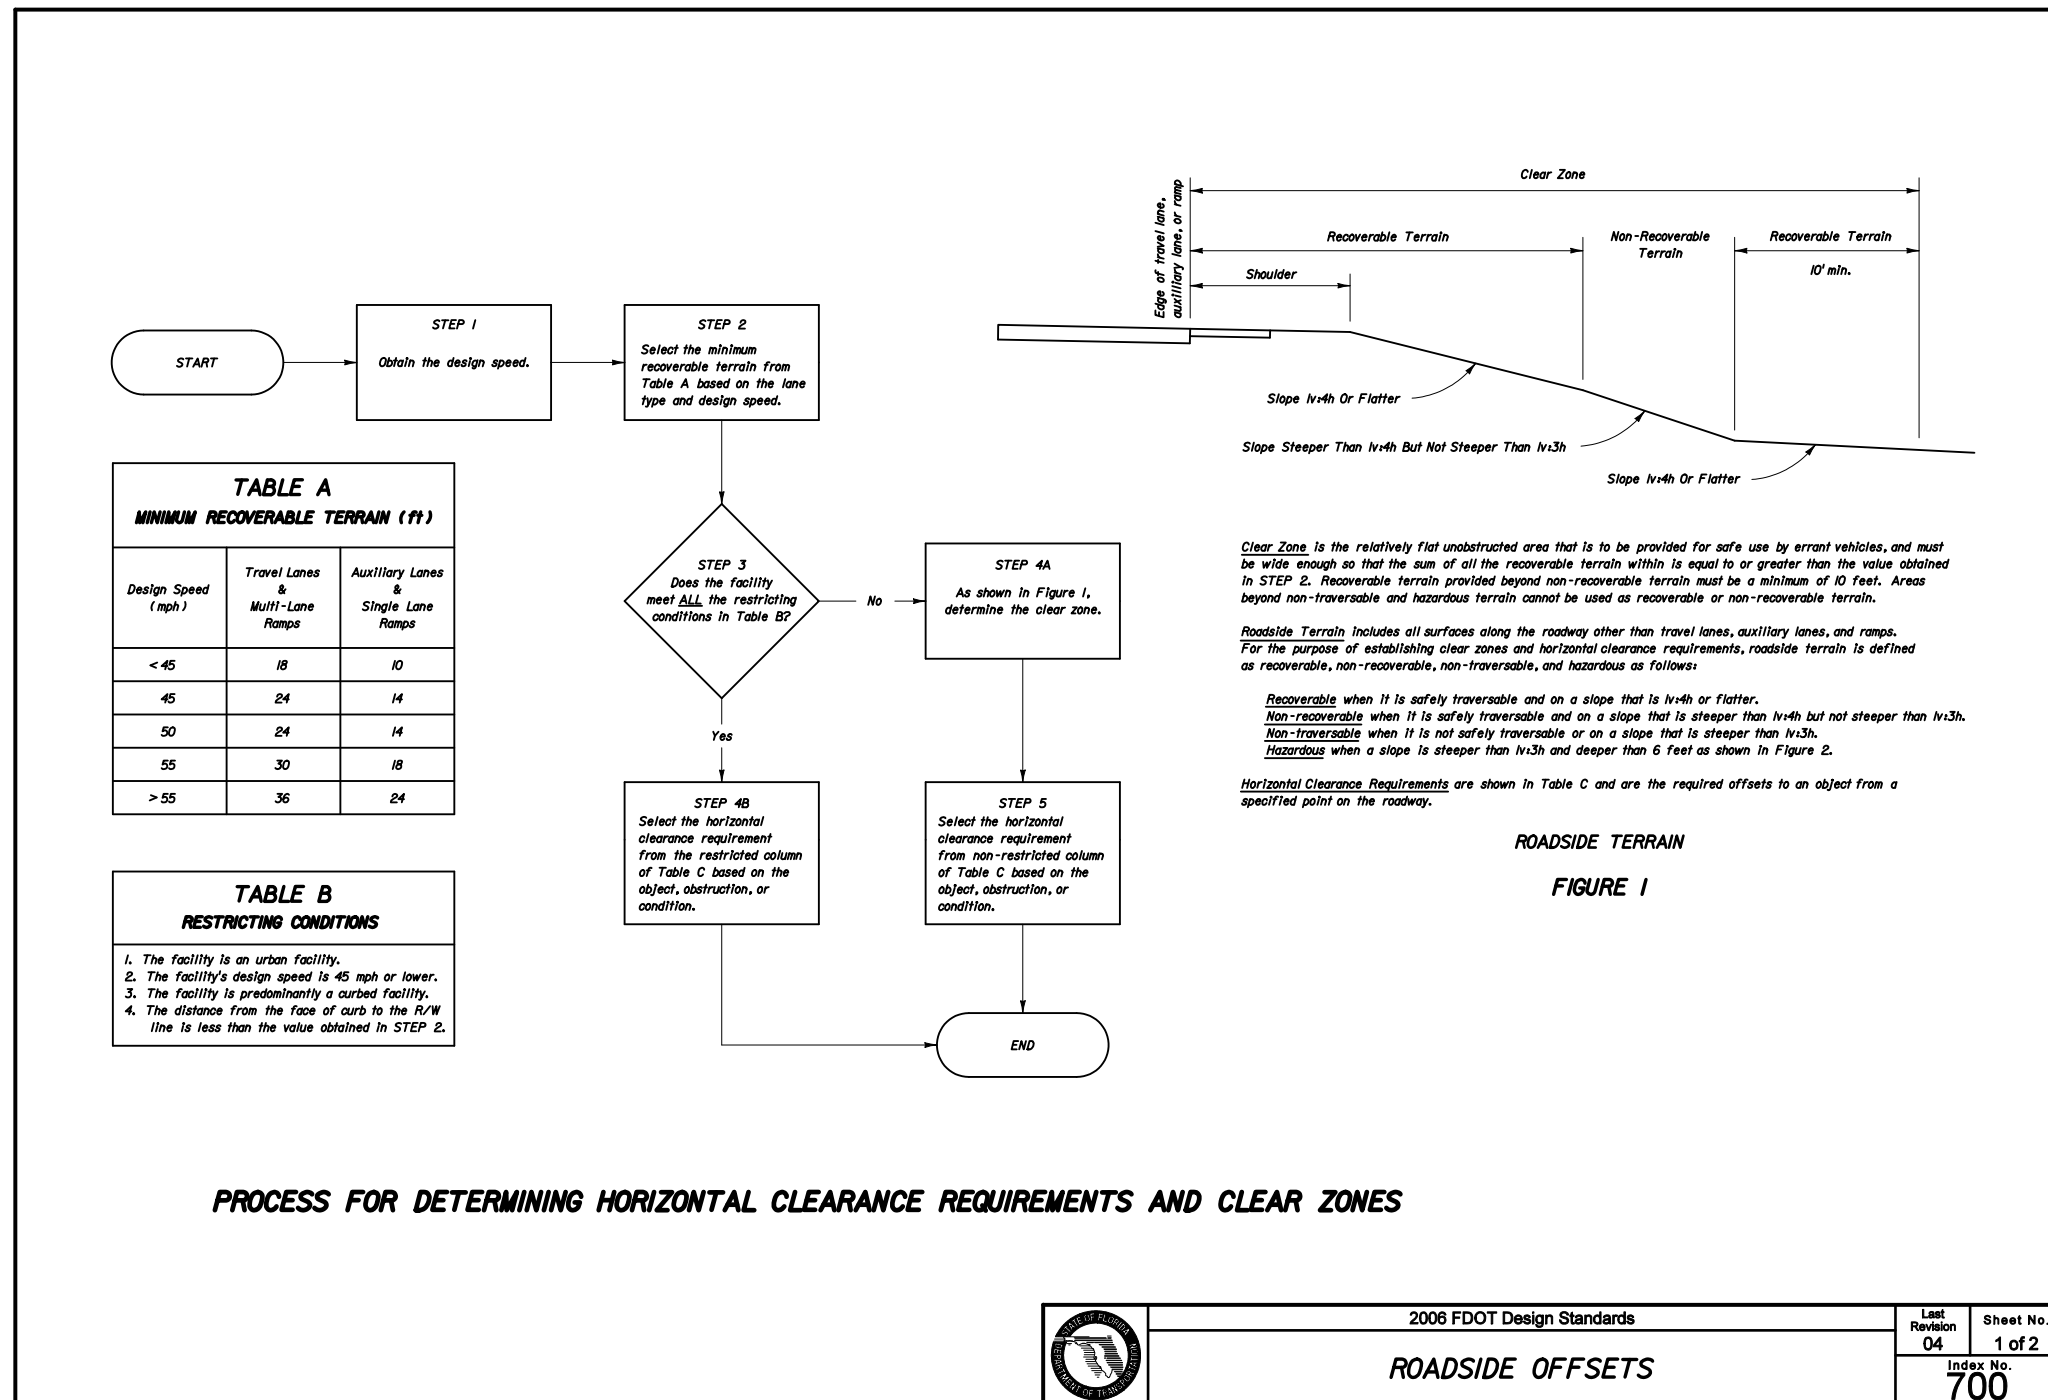 START
STEP 1
Obtain the design speed.
STEP 2
Select the minimum
recoverable terrain from
Table A based on the lane
type and design speed.
STEP 3
Does the facility
meet ALL the restricting
conditions in Table B?
No
Yes
STEP 4A
As shown in Figure 1,
determine the clear zone.
STEP 4B
Select the horizontal
clearance requirement
from the restricted column
of Table C based on the
object, obstruction, or
condition.
STEP 5
Select the horizontal
clearance requirement
from non-restricted column
of Table C based on the
object, obstruction, or
condition.
END
TABLE A
MINIMUM RECOVERABLE TERRAIN (ft)
Design Speed
(mph)
Travel Lanes
&
Multi-Lane
Ramps
Auxiliary Lanes
&
Single Lane
Ramps
<45 18 10
45 24 14
50 24 14
55 30 18
>55 36 24
TABLE B
RESTRICTING CONDITIONS
1. The facility is an urban facility.
2. The facility's design speed is 45 mph or lower.
3. The facility is predominantly a curbed facility.
4. The distance from the face of curb to the R/W
line is less than the value obtained in STEP 2.
Clear Zone
Edge of travel lane,
auxilliary lane, or ramp
Recoverable Terrain
Non-Recoverable
Terrain
Recoverable Terrain
10' min.
Shoulder
Slope 1v:4h Or Flatter
Slope Steeper Than 1v:4h But Not Steeper Than 1v:3h
Slope 1v:4h Or Flatter
Clear Zone is the relatively flat unobstructed area that is to be provided for safe use by errant vehicles, and must
be wide enough so that the sum of all the recoverable terrain within is equal to or greater than the value obtained
in STEP 2. Recoverable terrain provided beyond non-recoverable terrain must be a minimum of 10 feet. Areas
beyond non-traversable and hazardous terrain cannot be used as recoverable or non-recoverable terrain.
Roadside Terrain includes all surfaces along the roadway other than travel lanes, auxiliary lanes, and ramps.
For the purpose of establishing clear zones and horizontal clearance requirements, roadside terrain is defined
as recoverable, non-recoverable, non-traversable, and hazardous as follows:
Recoverable when it is safely traversable and on a slope that is 1v:4h or flatter.
Non-recoverable when it is safely traversable and on a slope that is steeper than 1v:4h but not steeper than 1v:3h.
Non-traversable when it is not safely traversable or on a slope that is steeper than 1v:3h.
Hazardous when a slope is steeper than 1v:3h and deeper than 6 feet as shown in Figure 2.
Horizontal Clearance Requirements are shown in Table C and are the required offsets to an object from a
specified point on the roadway.
ROADSIDE TERRAIN
FIGURE 1
PROCESS FOR DETERMINING HORIZONTAL CLEARANCE REQUIREMENTS AND CLEAR ZONES
STATE OF FLORIDA
DEPARTMENT OF TRANSPORTATION
2006 FDOT Design Standards
ROADSIDE OFFSETS
Last
Revision
04
Sheet No.
1 of 2
Index No.
700